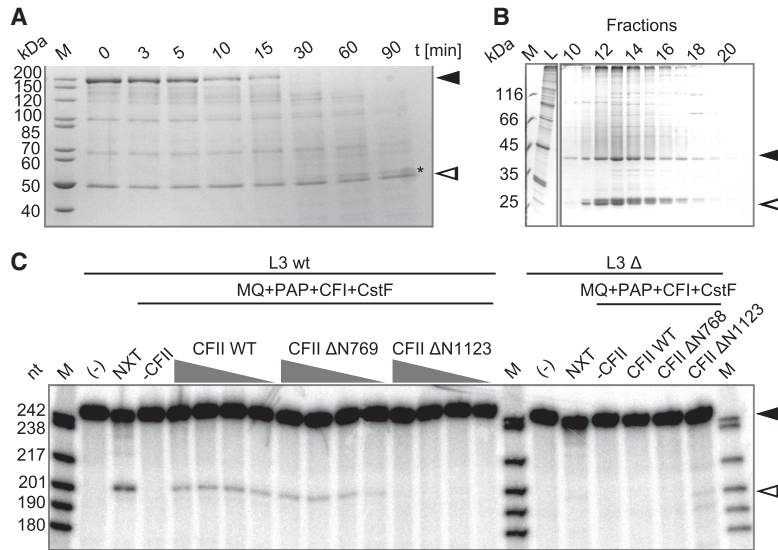 A
kDa M 0 3 5 10 15 30 60 90 t [min]
200
150
120
100
85
70
60
50
40
*
B
Fractions
kDa M L 10 12 14 16 18 20
116
66
45
35
25
C
L3 wt L3 Δ
MQ+PAP+CFI+CstF MQ+PAP+CFI+CstF
nt M (-) NXT -CFII CFII WT CFII ΔN769 CFII ΔN1123 M (-) NXT -CFII CFII WT CFII ΔN768 CFII ΔN1123 M
242
238
217
201
190
180